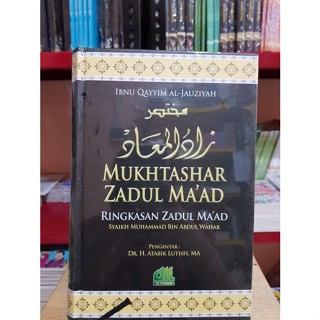 IBNU QAYYIM AL-JAUZIYAH
مختصر
زاد المعاد
MUKHTASHAR
ZADUL MA'AD
RINGKASAN ZADUL MA'AD
SYAIKH MUHAMMAD BIN ABDUL WAHAB
PENGANTAR :
DR. H. ATABIK LUTHFI, MA